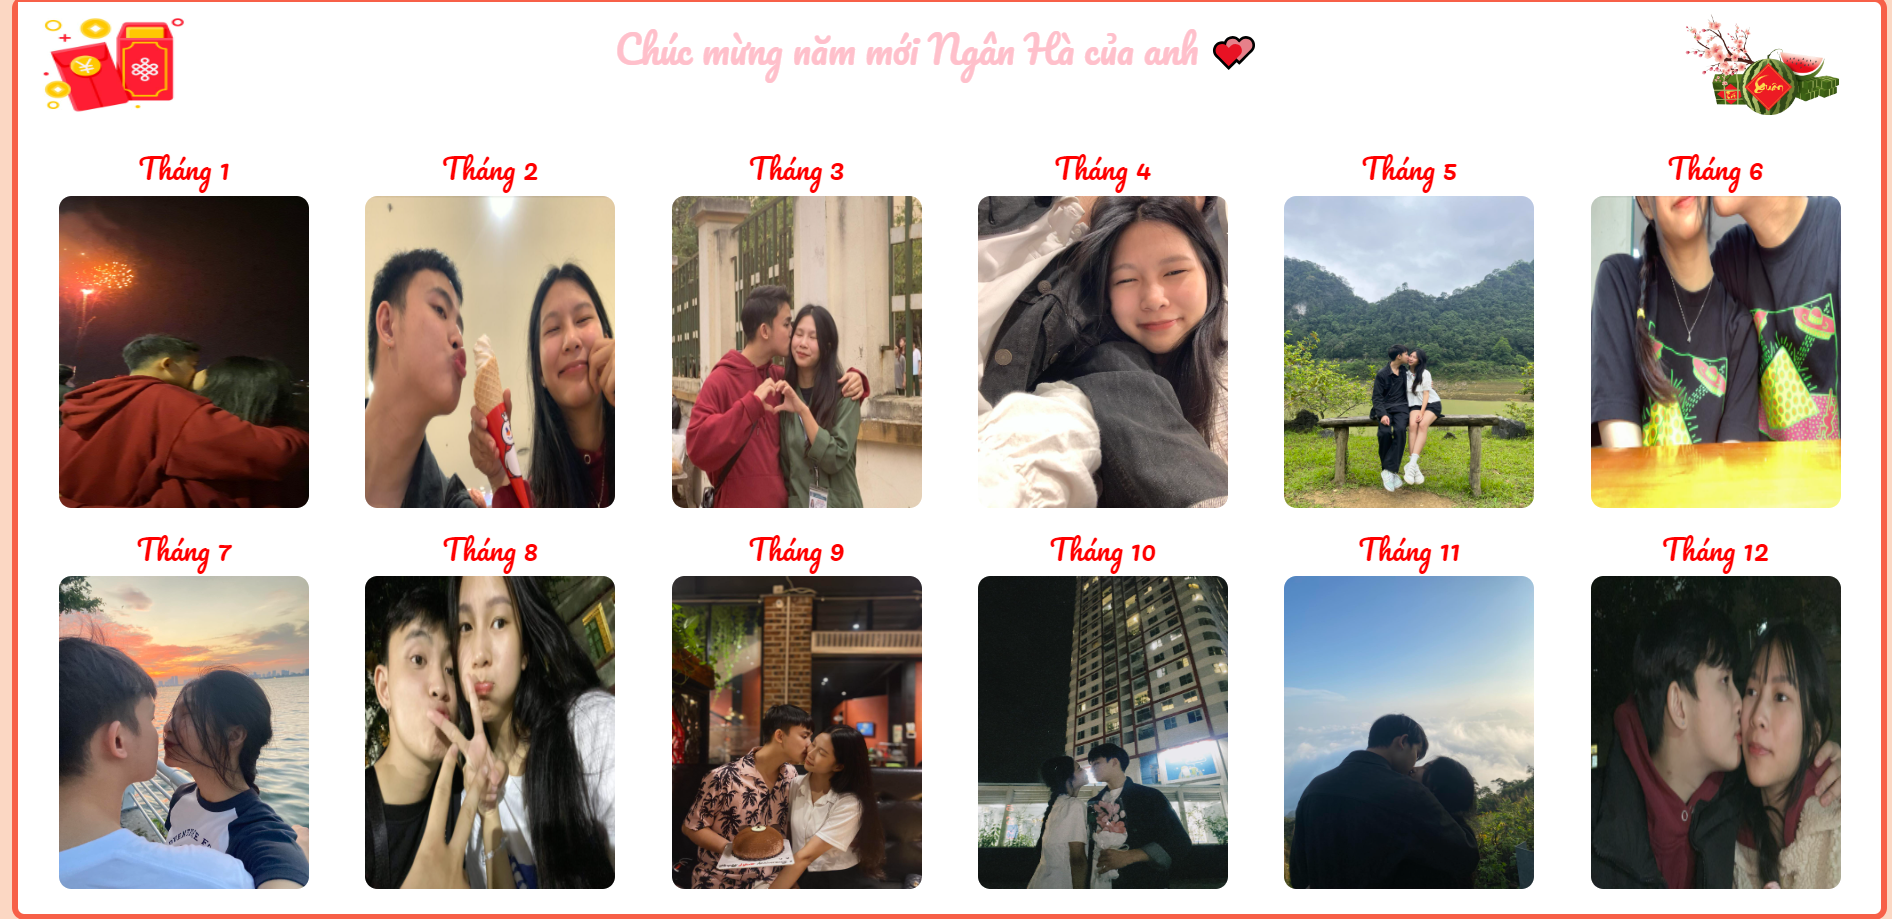 Chúc mừng năm mới Ngân Hà của anh
Xuân
Tháng 1
Tháng 2
Tháng 3
Tháng 4
Tháng 5
Tháng 6
Tháng 7
Tháng 8
Tháng 9
Tháng 10
Tháng 11
Tháng 12